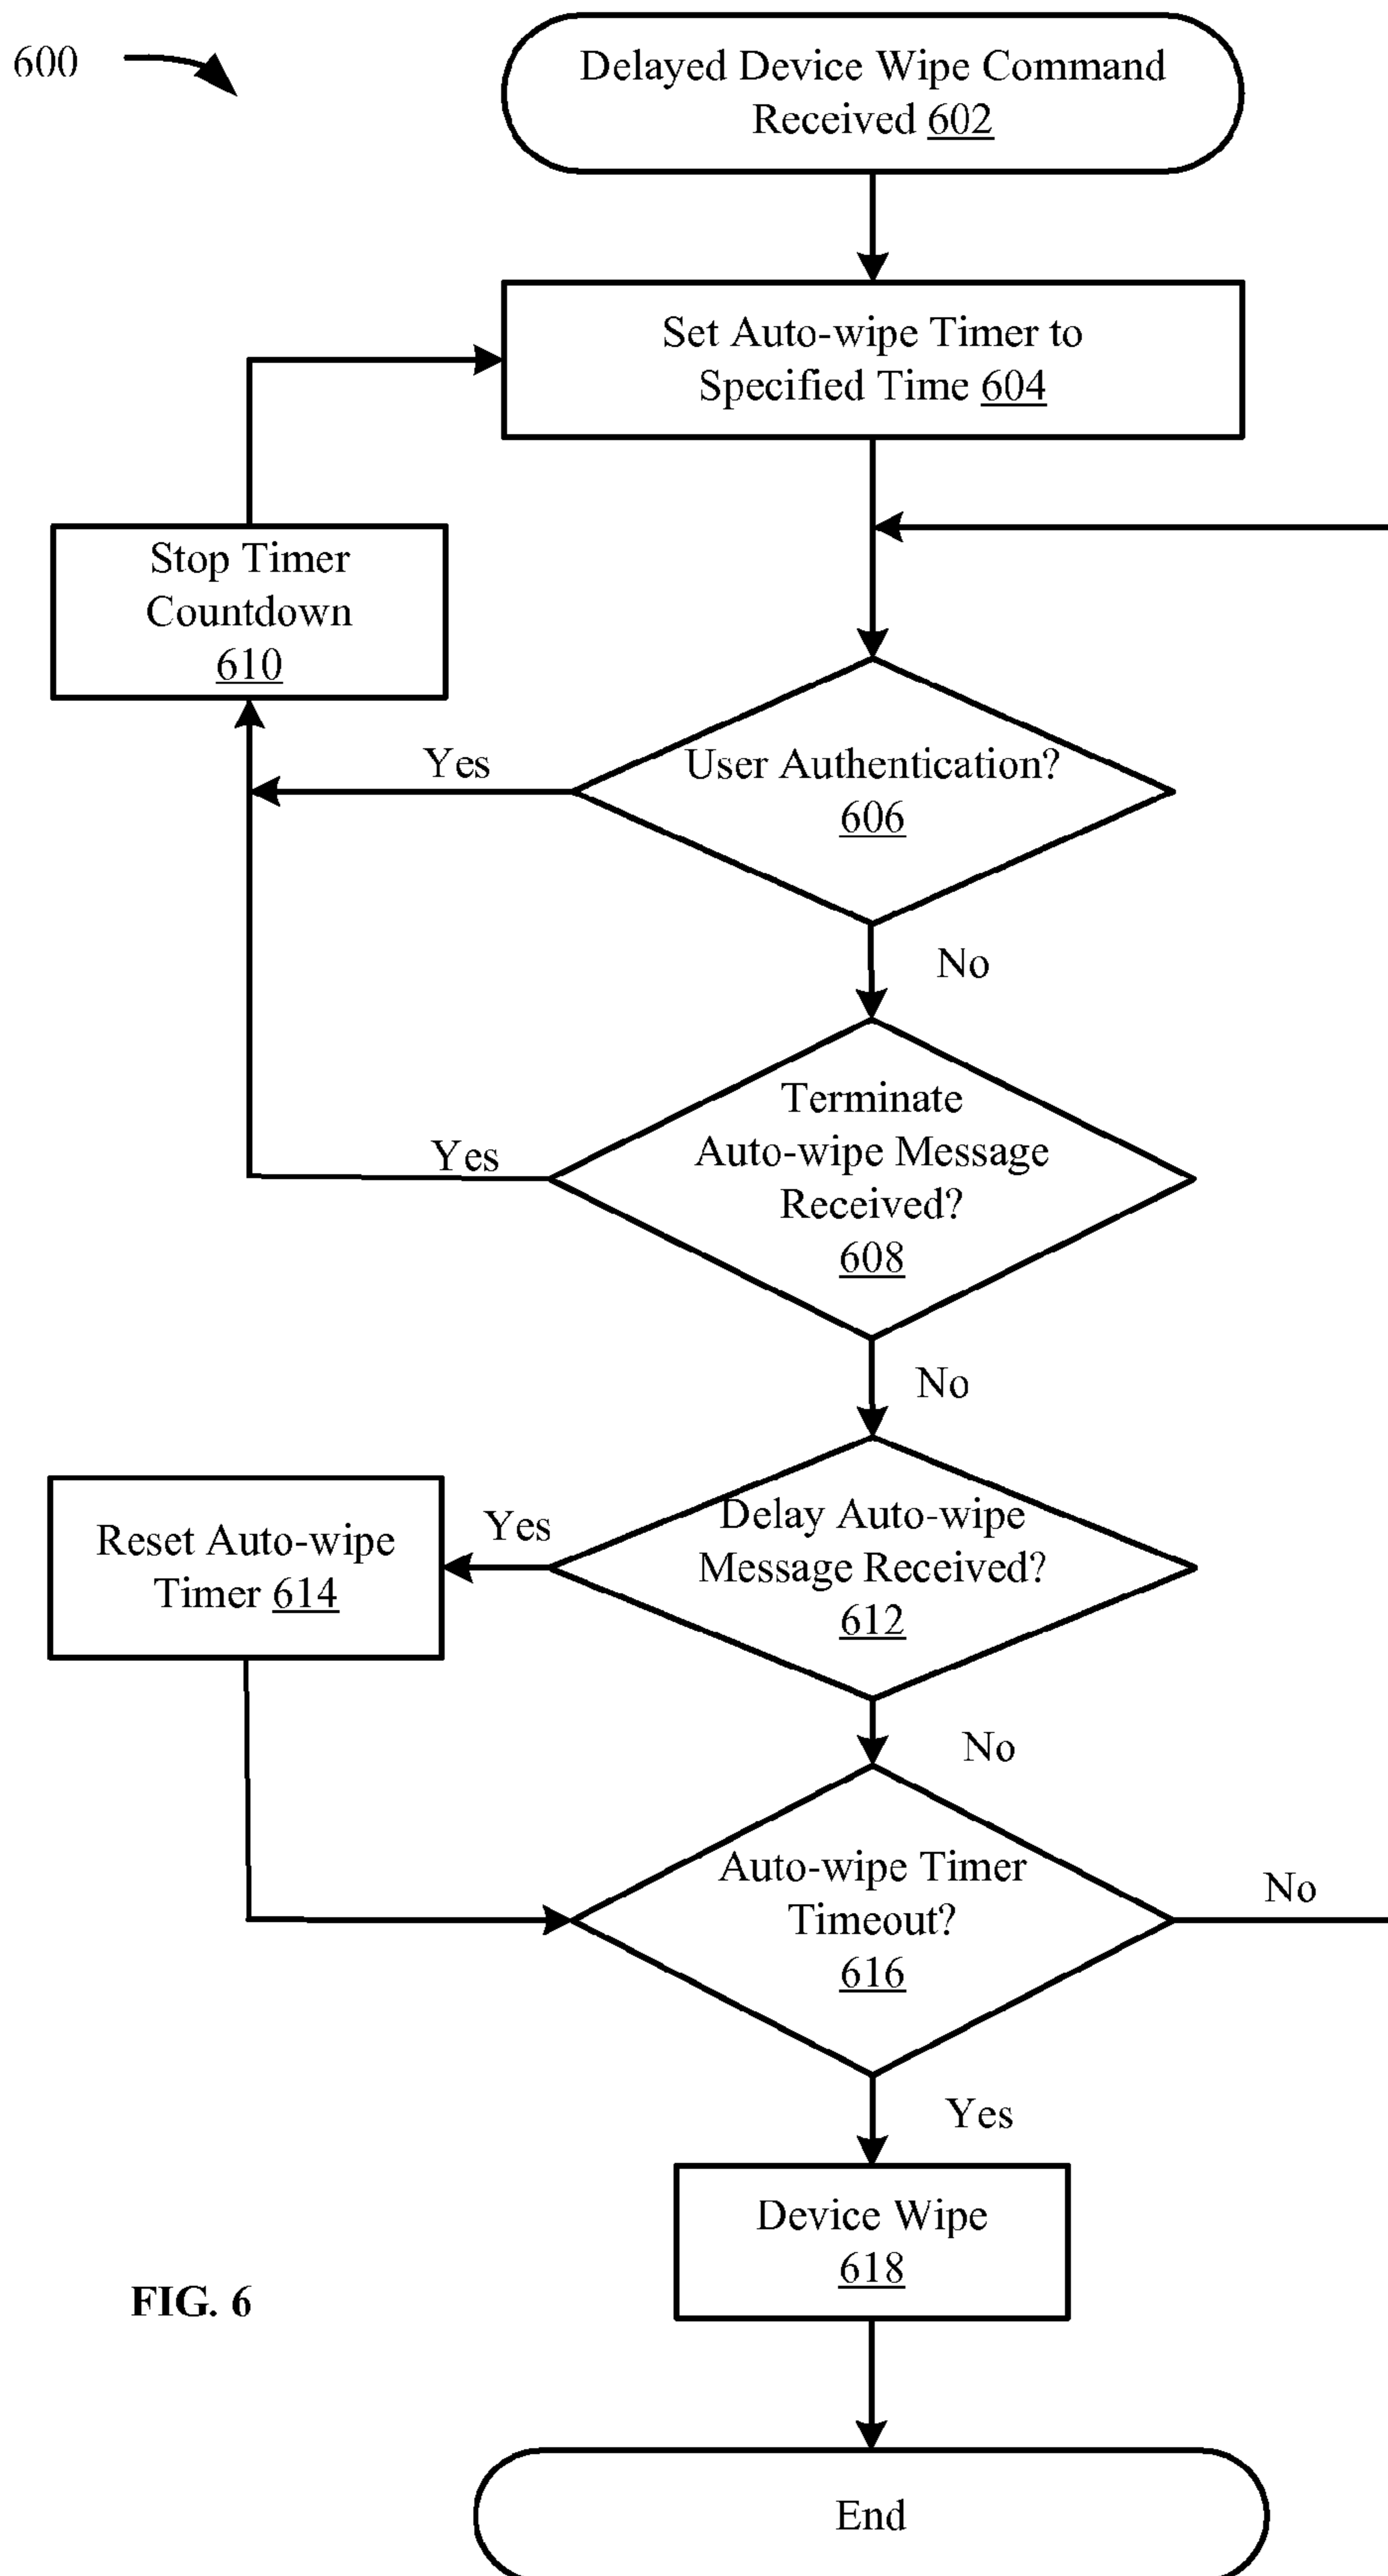 600
Delayed Device Wipe Command
Received 602
Set Auto-wipe Timer to
Specified Time 604
Stop Timer
Countdown
610
User Authentication?
606
Yes
No
Terminate
Auto-wipe Message
Received?
608
Yes
No
Delay Auto-wipe
Message Received?
612
Yes
Reset Auto-wipe
Timer 614
No
Auto-wipe Timer
Timeout?
616
No
Yes
Device Wipe
618
FIG. 6
End